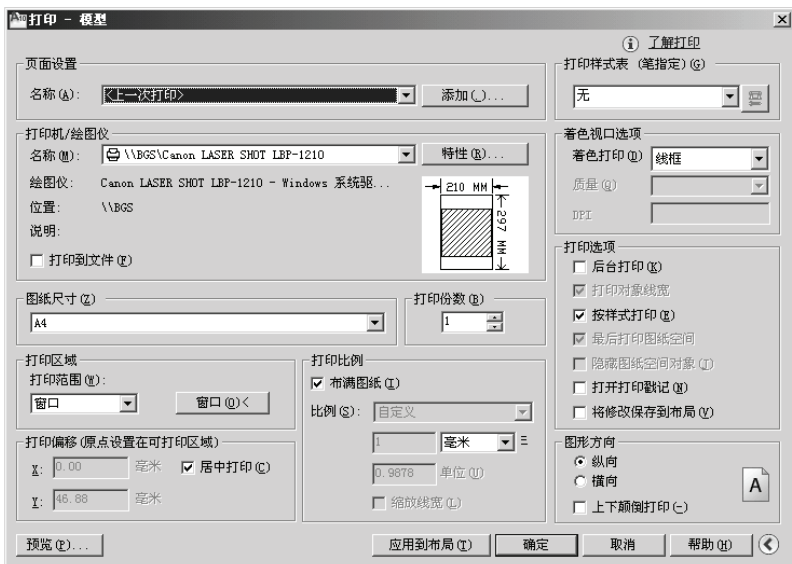 打印 - 模型
了解打印
页面设置
名称(A):
<上一次打印>
添加(_)...
打印样式表 (笔指定)(G)
无
打印机/绘图仪
名称(M):
\\BGS\Canon LASER SHOT LBP-1210
特性(R)...
绘图仪:
Canon LASER SHOT LBP-1210 - Windows 系统驱...
位置:
\\BGS
说明:
打印到文件(F)
210 MM
297 MM
着色视口选项
着色打印(D)
线框
质量(Q)
DPI
图纸尺寸(Z)
A4
打印份数(B)
1
打印选项
后台打印(K)
打印对象线宽
按样式打印(E)
最后打印图纸空间
隐藏图纸空间对象(J)
打开打印戳记(N)
将修改保存到布局(V)
打印区域
打印范围(W):
窗口
窗口(O)<
打印比例
布满图纸(I)
比例(S):
自定义
1
毫米
0.9878
单位(U)
缩放线宽(L)
打印偏移(原点设置在可打印区域)
X:
0.00
毫米
居中打印(C)
Y:
46.88
毫米
图形方向
纵向
横向
上下颠倒打印(-)
A
预览(P)...
应用到布局(T)
确定
取消
帮助(H)